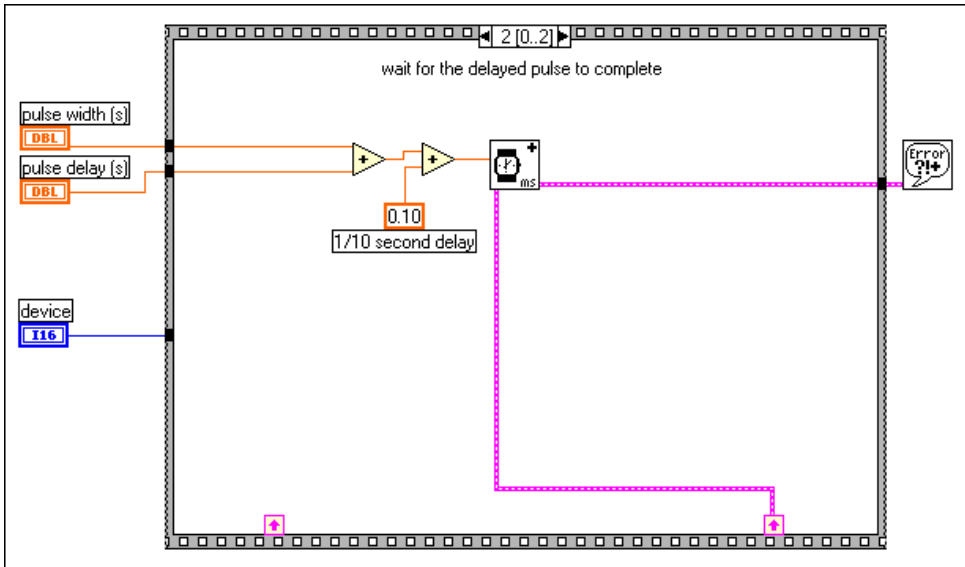 2 [0..2]
wait for the delayed pulse to complete
pulse width (s)
DBL
pulse delay (s)
DBL
+
+
0.10
1/10 second delay
+
ms
Error
?!+
device
I16